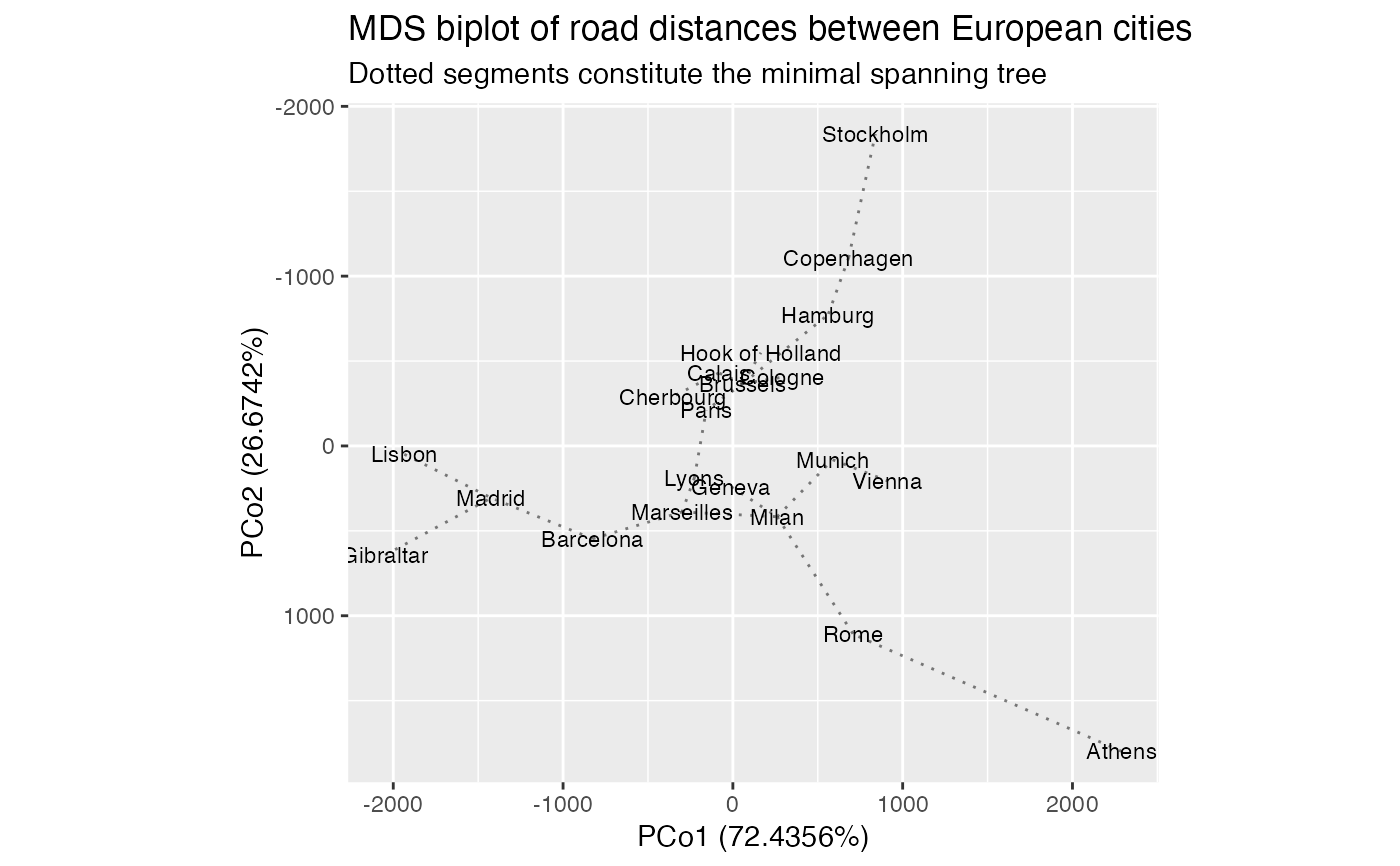 MDS biplot of road distances between European cities
Dotted segments constitute the minimal spanning tree
-2000
Stockholm
Copenhagen
-1000
Hamburg
Hook of Holland
Calais
Cologne
Brussels
Cherbourg
Paris
0
Lisbon
Munich
Lyons
Vienna
Geneva
Madrid
Marseilles
Milan
Barcelona
Gibraltar
1000
Rome
Athens
PCo2 (26.6742%)
-2000
-1000
0
1000
2000
PCo1 (72.4356%)